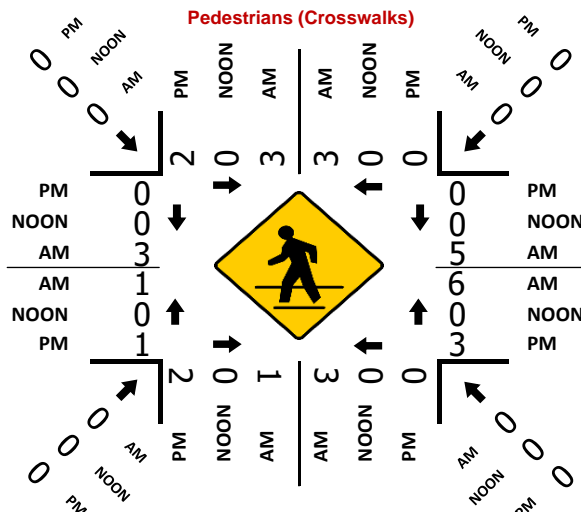 Pedestrians (Crosswalks)
0 0 0
PM NOON AM
PM NOON AM
AM NOON PM
PM NOON AM
0 0 0
2 0 3
3 0 0
PM 0
NOON 0
AM 3
AM 1
NOON 0
PM 1
0 PM
0 NOON
5 AM
6 AM
0 NOON
3 PM
2 0 1
3 0 0
0 0 0
AM NOON PM
PM NOON AM
AM NOON PM
AM NOON PM
0 0 0